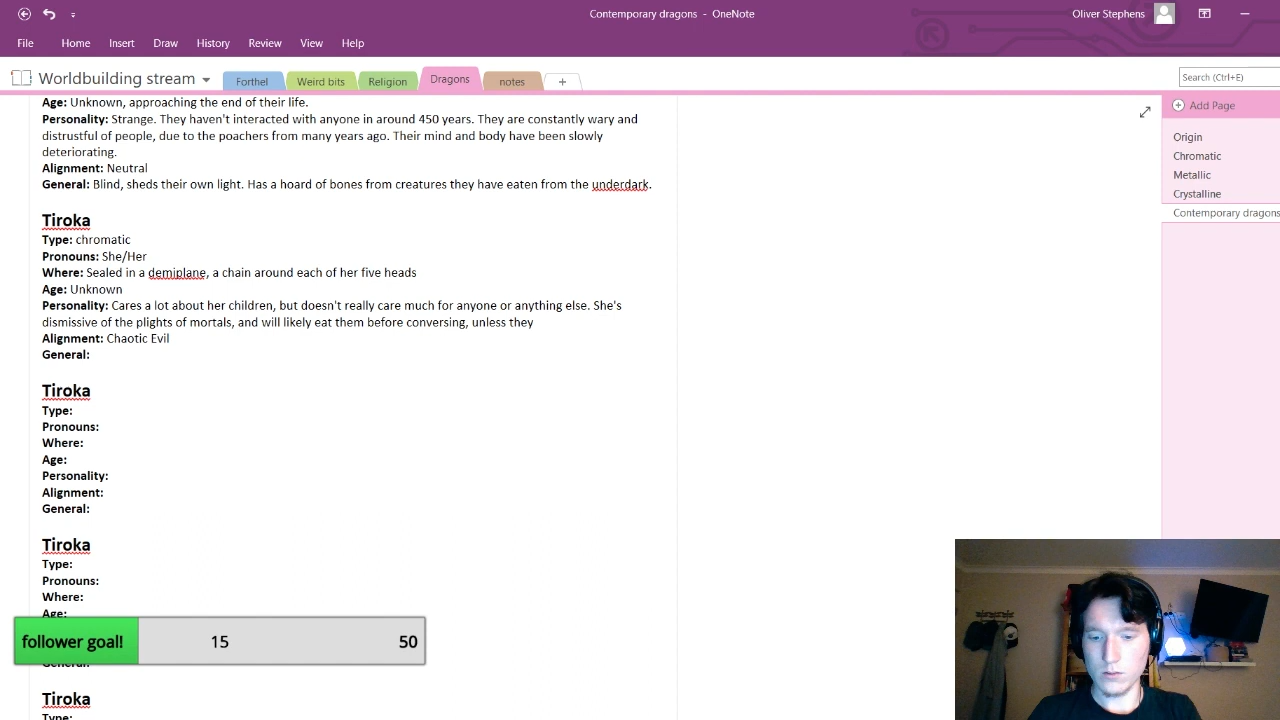 Contemporary dragons - OneNote
Oliver Stephens
File Home Insert Draw History Review View Help
Worldbuilding stream
Forthel
Weird bits
Religion
Dragons
notes
Search (Ctrl+E)
Add Page
Origin
Chromatic
Metallic
Crystalline
Contemporary dragons
Age: Unknown, approaching the end of their life.
Personality: Strange. They haven't interacted with anyone in around 450 years. They are constantly wary and
distrustful of people, due to the poachers from many years ago. Their mind and body have been slowly
deteriorating.
Alignment: Neutral
General: Blind, sheds their own light. Has a hoard of bones from creatures they have eaten from the underdark.
Tiroka
Type: chromatic
Pronouns: She/Her
Where: Sealed in a demiplane, a chain around each of her five heads
Age: Unknown
Personality: Cares a lot about her children, but doesn't really care much for anyone or anything else. She's
dismissive of the plights of mortals, and will likely eat them before conversing, unless they
Alignment: Chaotic Evil
General:
Tiroka
Type:
Pronouns:
Where:
Age:
Personality:
Alignment:
General:
Tiroka
Type:
Pronouns:
Where:
Age:
follower goal! 15 50
General:
Tiroka
Type: